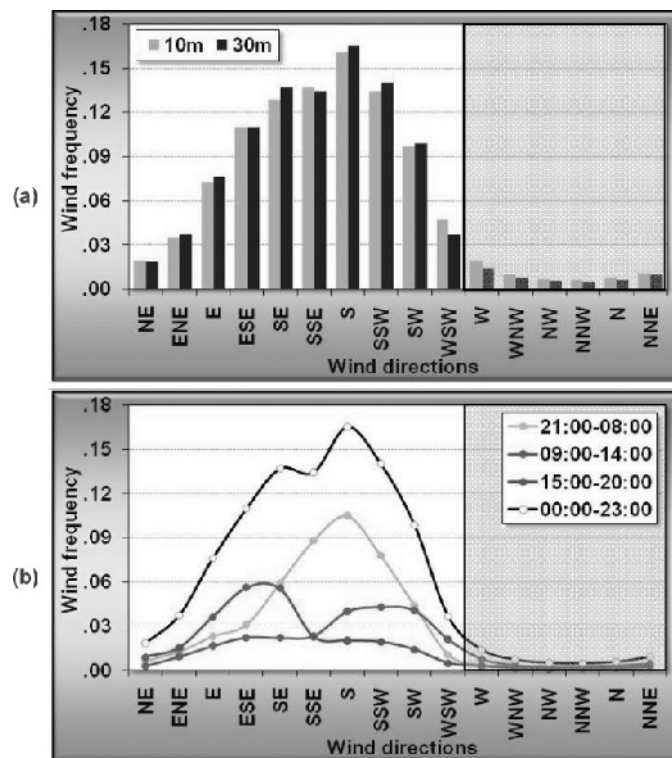 (a)
Wind frequency
.18
.15
.12
.09
.06
.03
.00
10m 30m
NE ENE E ESE SE SSE S SSW SW WSW W WNW NW NNW N NNE
Wind directions
(b)
Wind frequency
.18
.15
.12
.09
.06
.03
.00
21:00-08:00
09:00-14:00
15:00-20:00
00:00-23:00
NE ENE E ESE SE SSE S SSW SW WSW W WNW NW NNW N NNE
Wind directions